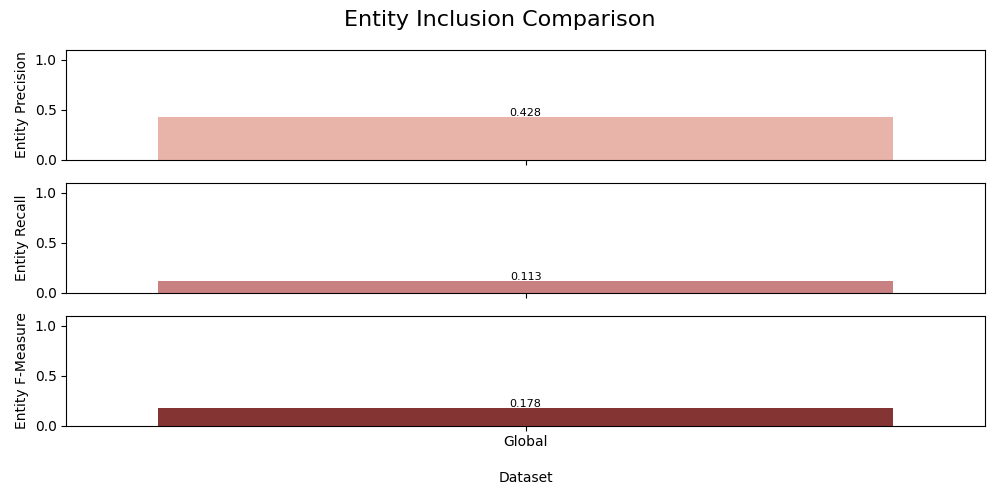 Entity Inclusion Comparison
Entity Precision
1.0
0.5
0.0
0.428
Entity Recall
1.0
0.5
0.0
0.113
Entity F-Measure
1.0
0.5
0.0
0.178
Global
Dataset